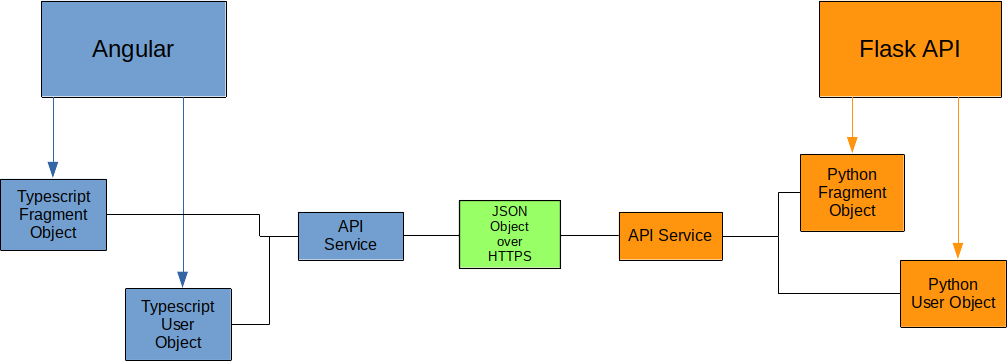 Angular
Flask API
Typescript
Fragment
Object
Typescript
User
Object
API
Service
JSON
Object
over
HTTPS
API Service
Python
Fragment
Object
Python
User Object